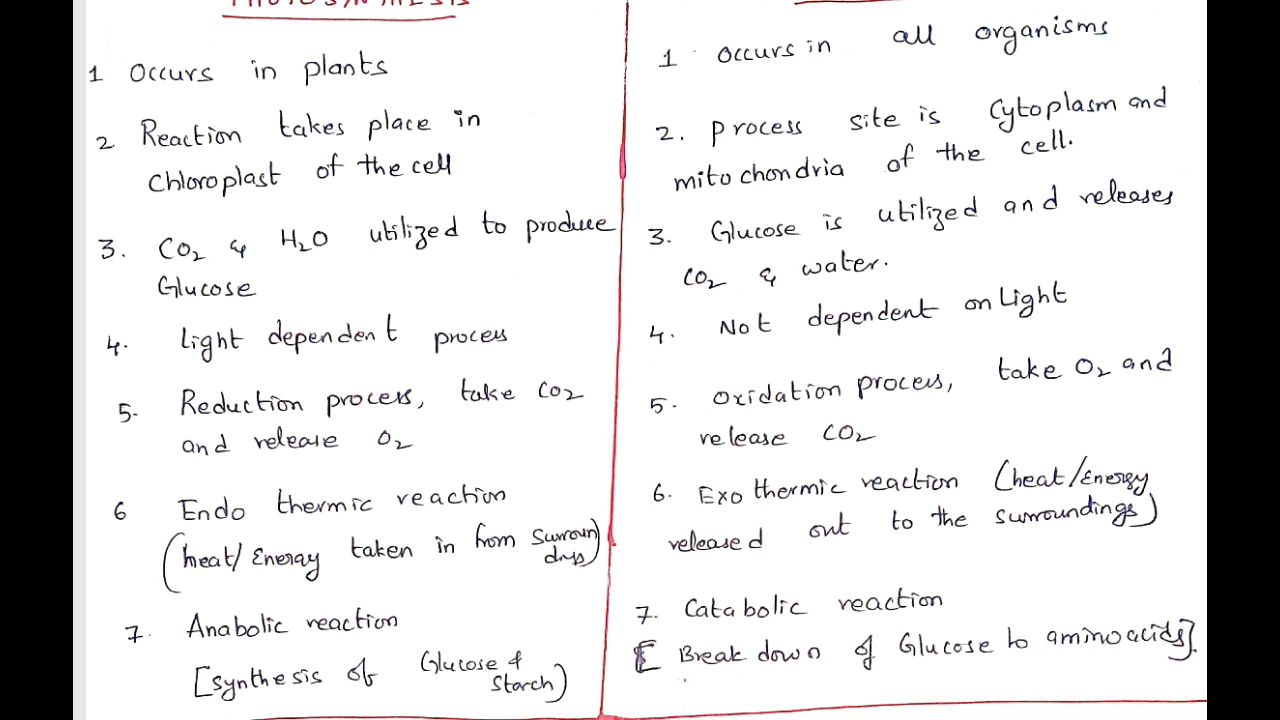 PHOTOSYNTHESIS
1 Occurs in plants
2 Reaction takes place in
Chloroplast of the cell
3. CO2 & H2O utilized to produce
Glucose
4. Light dependent process
5. Reduction process, take CO2
and release O2
6 Endo thermic reaction
(heat/Energy taken in from Surroun
dings)
7. Anabolic reaction
[synthesis of Glucose &
Starch)
1 Occurs in all organisms
2. process site is Cytoplasm and
mitochondria of the cell.
3. Glucose is utilized and releases
CO2 & water.
4. Not dependent on Light
5. Oxidation process, take O2 and
release CO2
6. Exothermic reaction (heat/Energy
released out to the surroundings)
7. Catabolic reaction
[Break down of Glucose to amino acids].